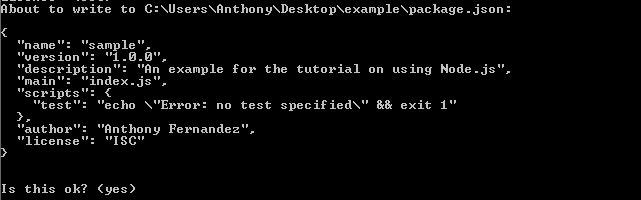 About to write to C:\Users\Anthony\Desktop\example\package.json:
{
"name": "sample",
"version": "1.0.0",
"description": "An example for the tutorial on using Node.js",
"main": "index.js",
"scripts": {
"test": "echo \"Error: no test specified\" && exit 1"
},
"author": "Anthony Fernandez",
"license": "ISC"
}
Is this ok? (yes)